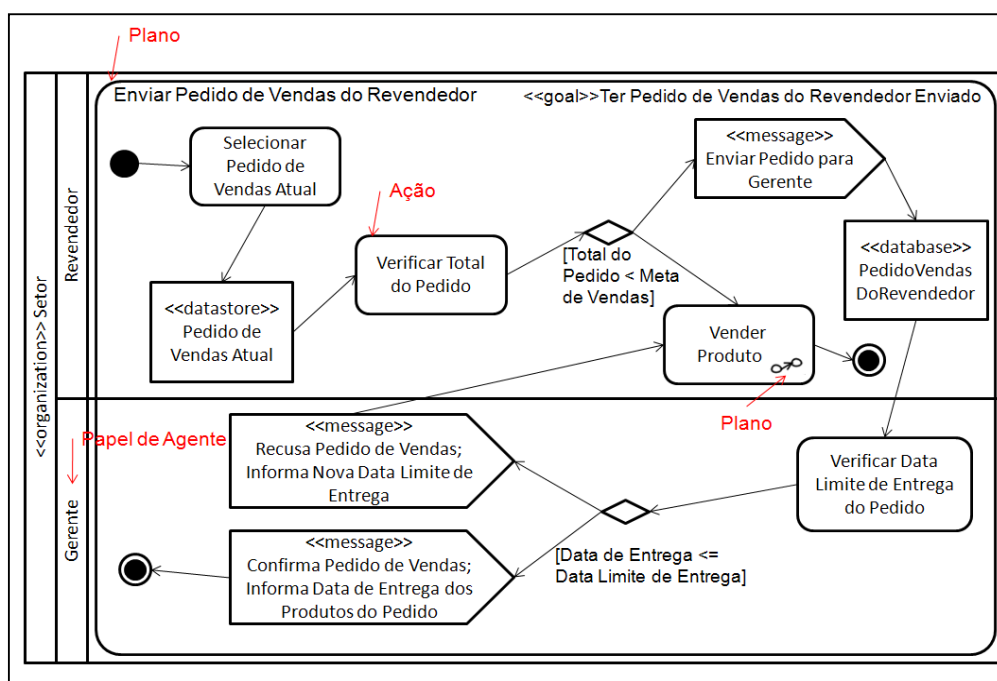 Plano
Enviar Pedido de Vendas do Revendedor
<<goal>>Ter Pedido de Vendas do Revendedor Enviado
<<organization>> Setor
Revendedor
Selecionar
Pedido de
Vendas Atual
<<datastore>>
Pedido de
Vendas Atual
Ação
Verificar Total
do Pedido
[Total do
Pedido < Meta
de Vendas]
<<message>>
Enviar Pedido para
Gerente
<<database>>
PedidoVendas
DoRevendedor
Vender
Produto
Plano
Papel de Agente
Gerente
<<message>>
Recusa Pedido de Vendas;
Informa Nova Data Limite de
Entrega
Verificar Data
Limite de Entrega
do Pedido
[Data de Entrega <=
Data Limite de Entrega]
<<message>>
Confirma Pedido de Vendas;
Informa Data de Entrega dos
Produtos do Pedido